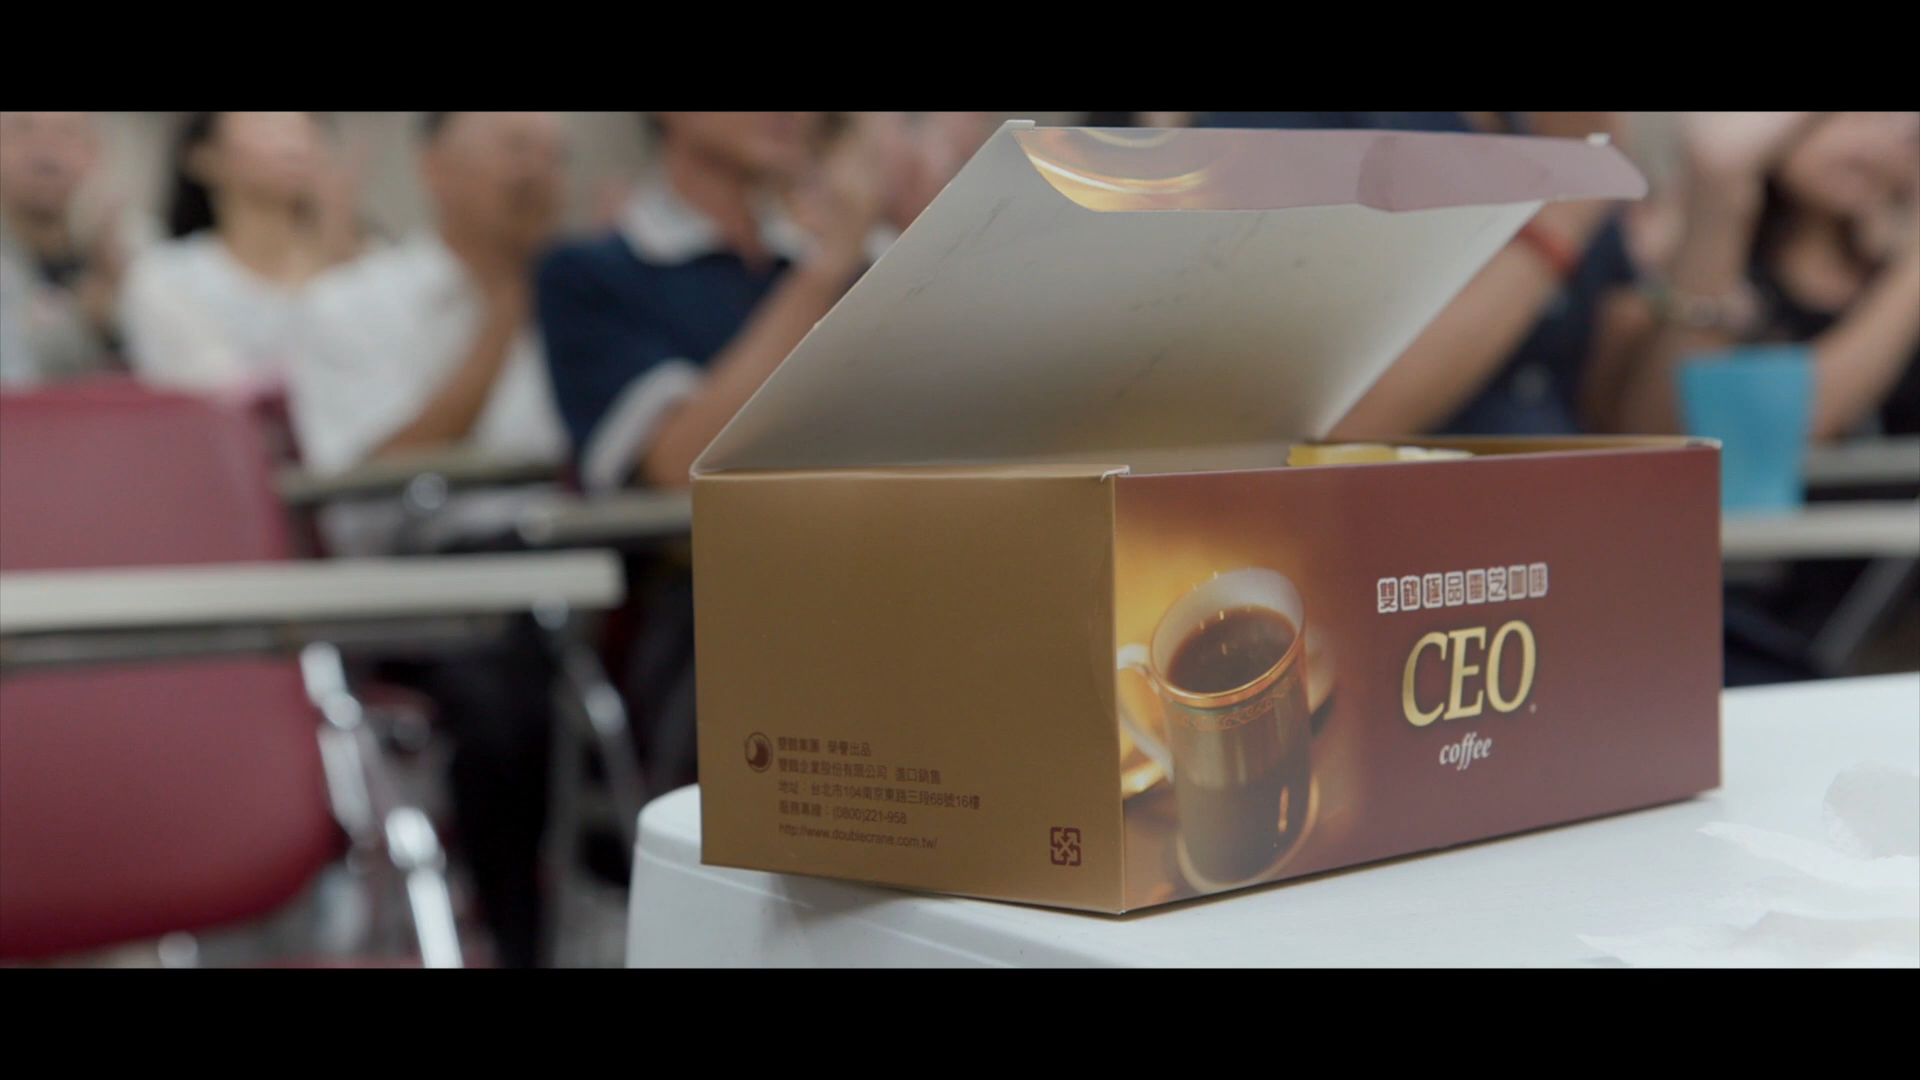 雙鶴集團 榮譽出品
雙鶴企業股份有限公司 進口銷售
地址：台北市104南京東路三段68號16樓
服務專線：(0800)221-958
http://www.doublecrane.com.tw/
雙鶴極品靈芝咖啡
CEO
coffee